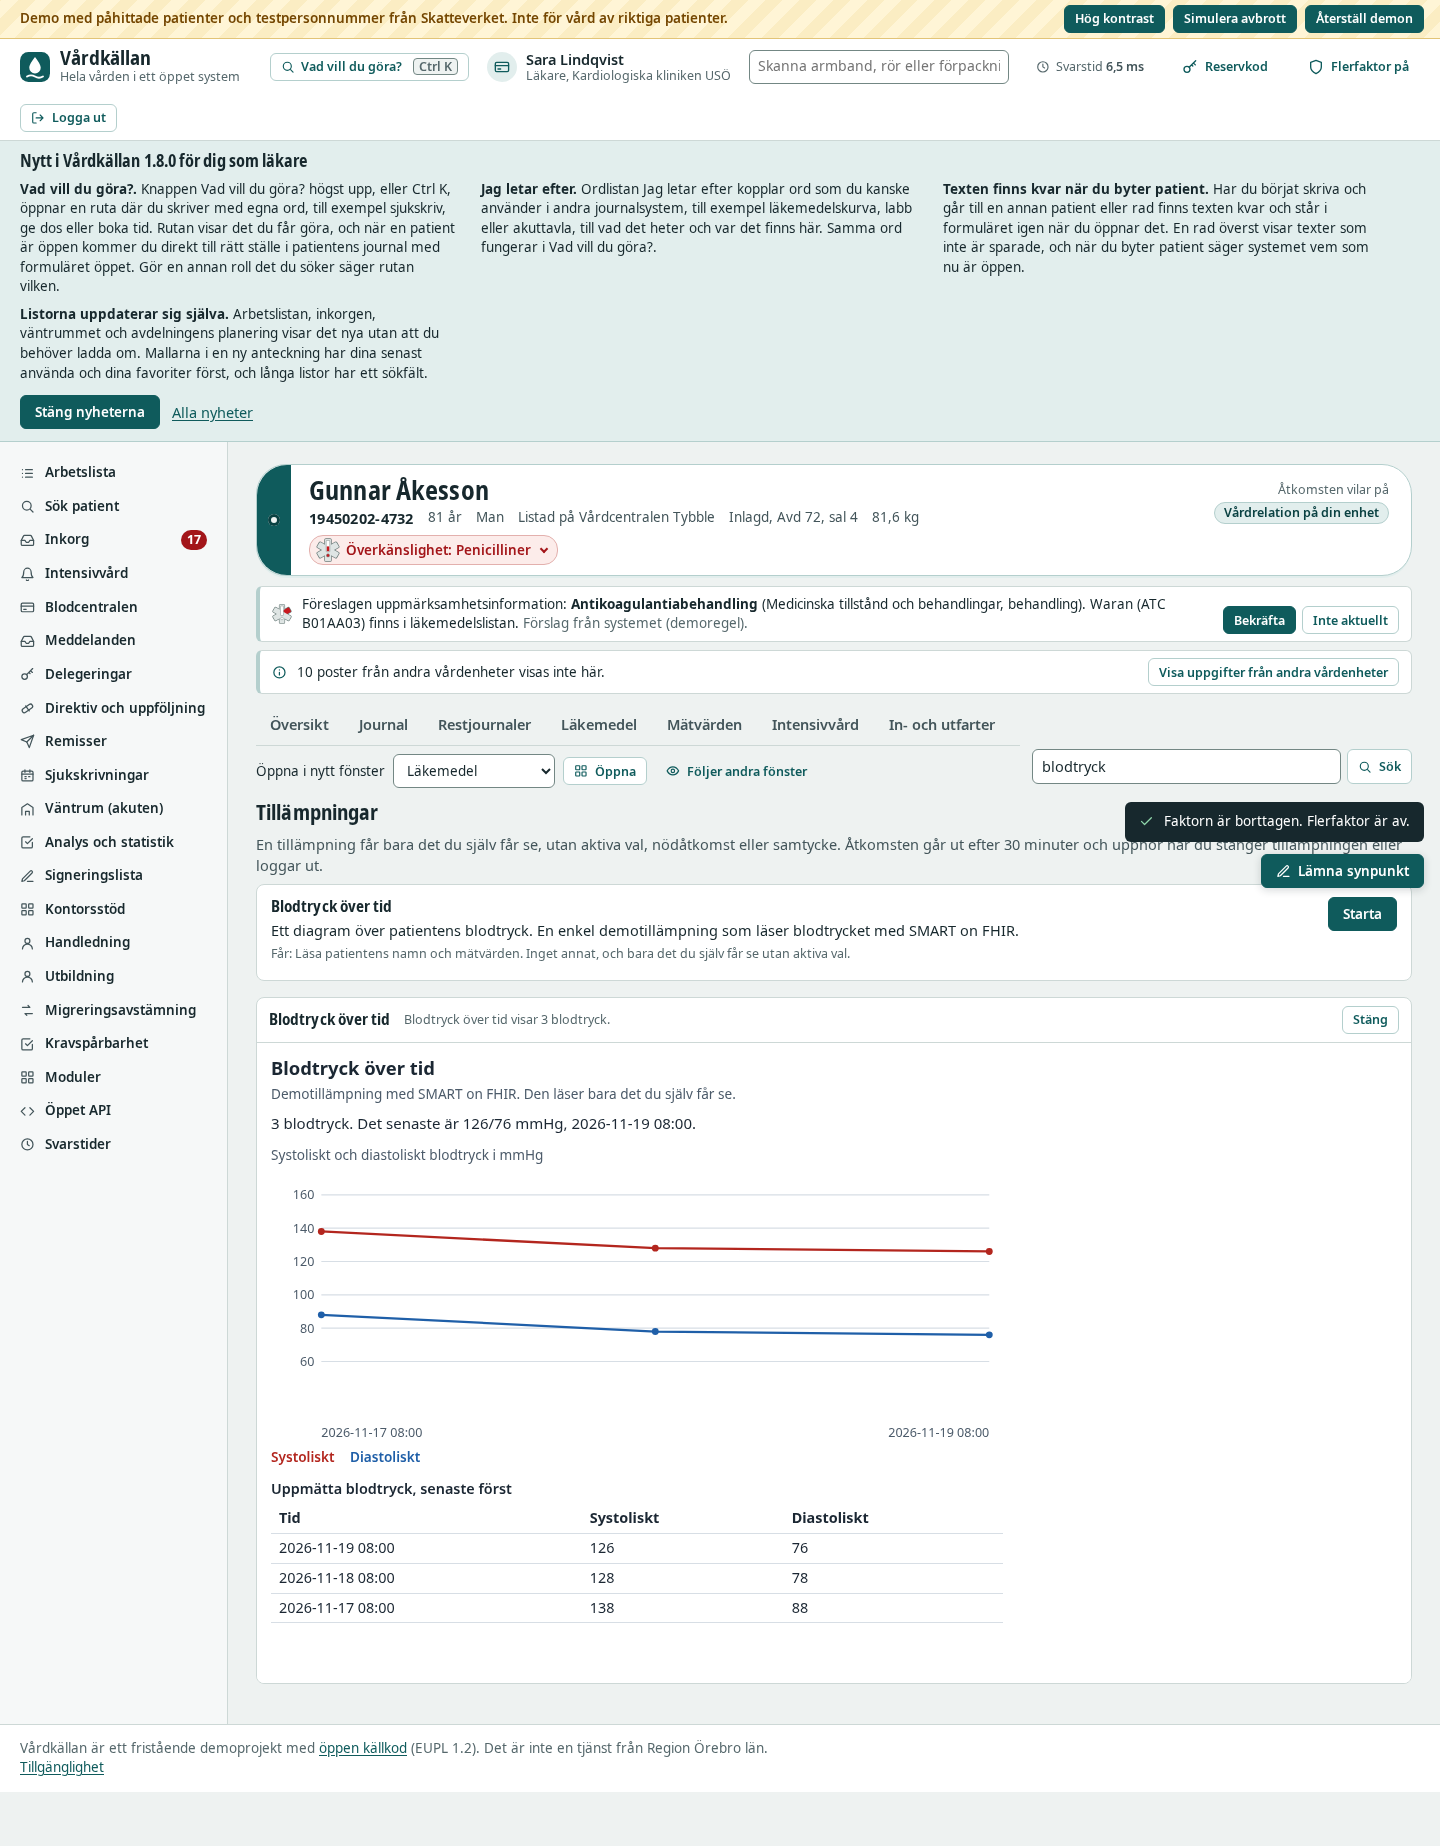 Demo med påhittade patienter och testpersonnummer från Skatteverket. Inte för vård av riktiga patienter.
Hög kontrast
Simulera avbrott
Återställ demon
Vårdkällan
Hela vården i ett öppet system
Vad vill du göra? Ctrl K
Sara Lindqvist
Läkare, Kardiologiska kliniken USÖ
Skanna armband, rör eller förpackni
Svarstid 6,5 ms
Reservkod
Flerfaktor på
Logga ut
Nytt i Vårdkällan 1.8.0 för dig som läkare
Vad vill du göra?. Knappen Vad vill du göra? högst upp, eller Ctrl K,
öppnar en ruta där du skriver med egna ord, till exempel sjukskriv,
ge dos eller boka tid. Rutan visar det du får göra, och när en patient
är öppen kommer du direkt till rätt ställe i patientens journal med
formuläret öppet. Gör en annan roll det du söker säger rutan
vilken.
Jag letar efter. Ordlistan Jag letar efter kopplar ord som du kanske
använder i andra journalsystem, till exempel läkemedelskurva, labb
eller akuttavla, till vad det heter och var det finns här. Samma ord
fungerar i Vad vill du göra?.
Texten finns kvar när du byter patient. Har du börjat skriva och
går till en annan patient eller rad finns texten kvar och står i
formuläret igen när du öppnar det. En rad överst visar texter som
inte är sparade, och när du byter patient säger systemet vem som
nu är öppen.
Listorna uppdaterar sig själva. Arbetslistan, inkorgen,
väntrummet och avdelningens planering visar det nya utan att du
behöver ladda om. Mallarna i en ny anteckning har dina senast
använda och dina favoriter först, och långa listor har ett sökfält.
Stäng nyheterna
Alla nyheter
Arbetslista
Sök patient
Inkorg 17
Intensivvård
Blodcentralen
Meddelanden
Delegeringar
Direktiv och uppföljning
Remisser
Sjukskrivningar
Väntrum (akuten)
Analys och statistik
Signeringslista
Kontorsstöd
Handledning
Utbildning
Migreringsavstämning
Kravspårbarhet
Moduler
Öppet API
Svarstider
Gunnar Åkesson
19450202-4732 81 år Man Listad på Vårdcentralen Tybble Inlagd, Avd 72, sal 4 81,6 kg
Överkänslighet: Penicilliner
Åtkomsten vilar på
Vårdrelation på din enhet
Föreslagen uppmärksamhetsinformation: Antikoagulantiabehandling (Medicinska tillstånd och behandlingar, behandling). Waran (ATC
B01AA03) finns i läkemedelslistan. Förslag från systemet (demoregel).
Bekräfta
Inte aktuellt
10 poster från andra vårdenheter visas inte här.
Visa uppgifter från andra vårdenheter
Översikt
Journal
Restjournaler
Läkemedel
Mätvärden
Intensivvård
In- och utfarter
Öppna i nytt fönster
Läkemedel
Öppna
Följer andra fönster
blodtryck
Sök
Tillämpningar
Faktorn är borttagen. Flerfaktor är av.
En tillämpning får bara det du själv får se, utan aktiva val, nödåtkomst eller samtycke. Åtkomsten går ut efter 30 minuter och upphör när du stänger tillämpningen eller
loggar ut.
Lämna synpunkt
Blodtryck över tid
Ett diagram över patientens blodtryck. En enkel demotillämpning som läser blodtrycket med SMART on FHIR.
Får: Läsa patientens namn och mätvärden. Inget annat, och bara det du själv får se utan aktiva val.
Starta
Blodtryck över tid
Blodtryck över tid visar 3 blodtryck.
Stäng
Blodtryck över tid
Demotillämpning med SMART on FHIR. Den läser bara det du själv får se.
3 blodtryck. Det senaste är 126/76 mmHg, 2026-11-19 08:00.
Systoliskt och diastoliskt blodtryck i mmHg
160
140
120
100
80
60
2026-11-17 08:00
2026-11-19 08:00
Systoliskt Diastoliskt
Uppmätta blodtryck, senaste först
Tid Systoliskt Diastoliskt
2026-11-19 08:00 126 76
2026-11-18 08:00 128 78
2026-11-17 08:00 138 88
Vårdkällan är ett fristående demoprojekt med öppen källkod (EUPL 1.2). Det är inte en tjänst från Region Örebro län.
Tillgänglighet